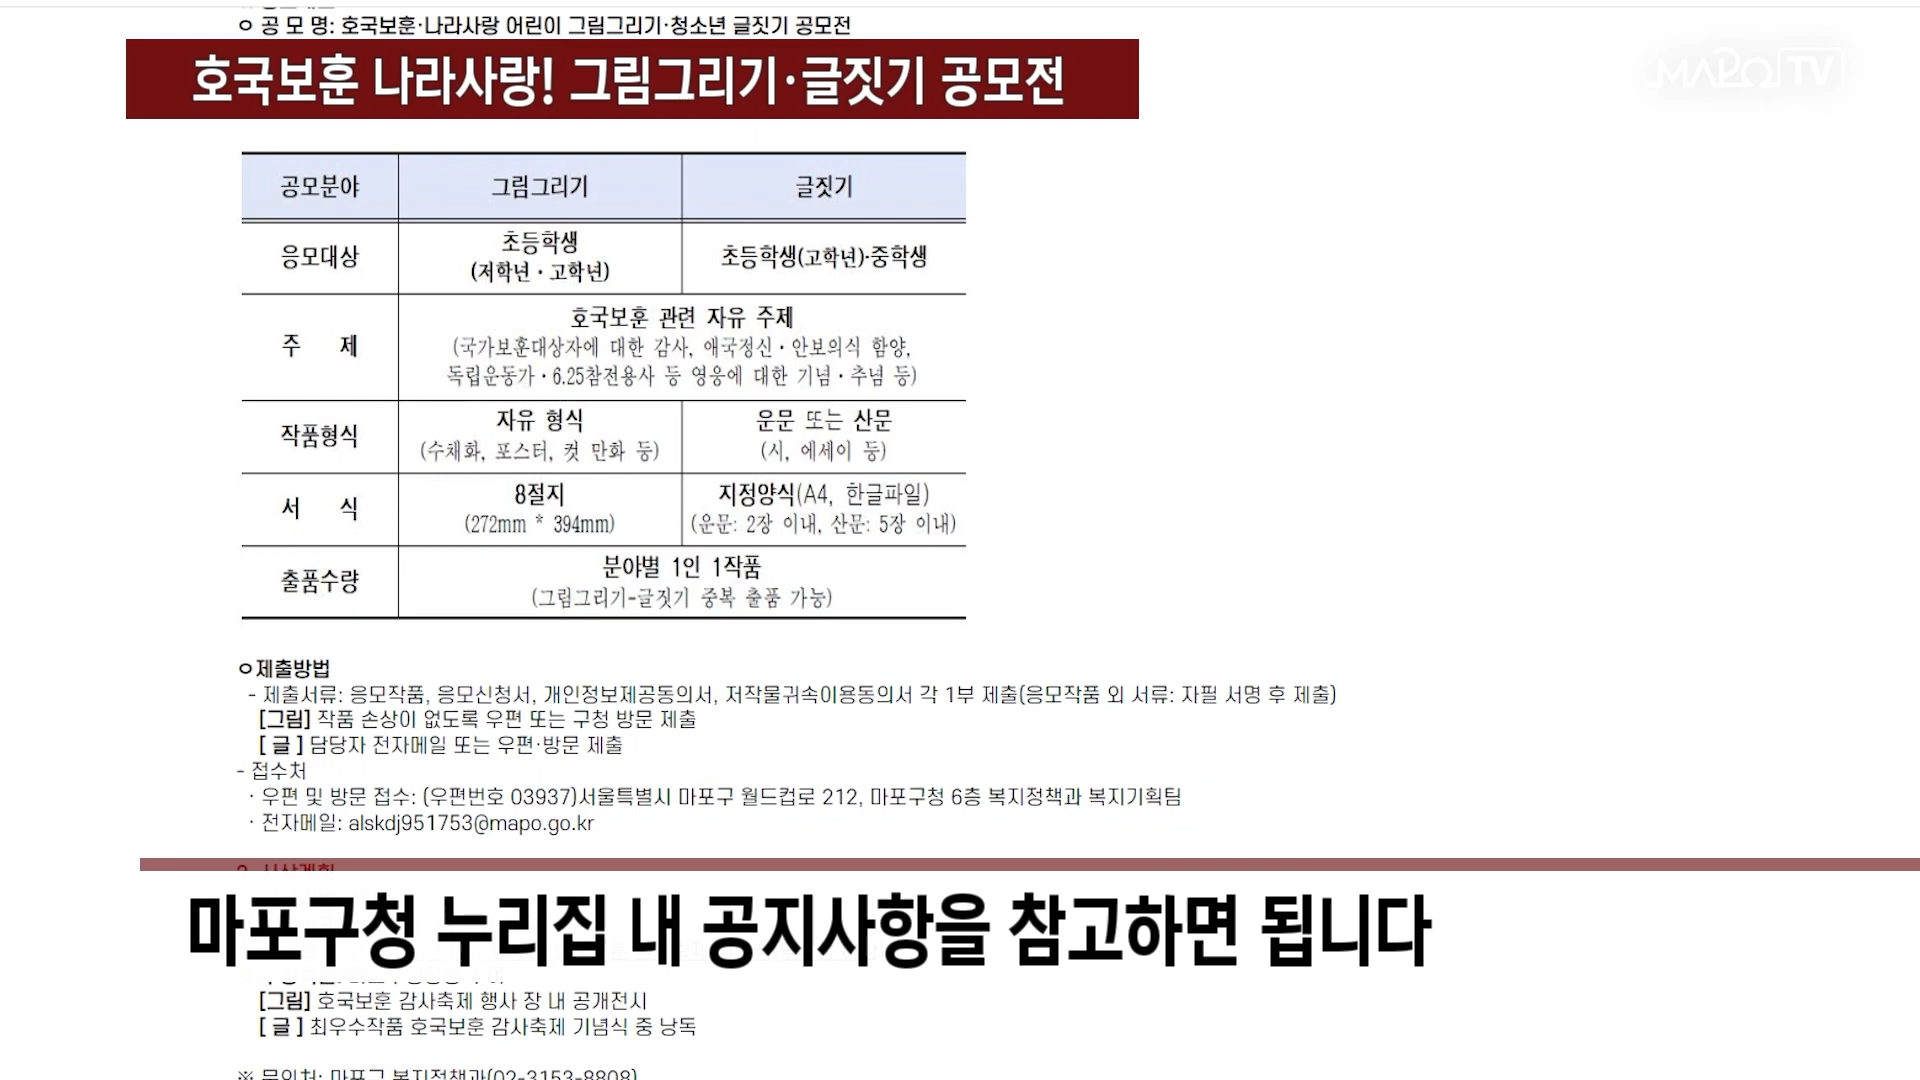 ㅇ 공 모 명: 호국보훈·나라사랑 어린이 그림그리기·청소년 글짓기 공모전
호국보훈 나라사랑! 그림그리기·글짓기 공모전
MAPO TV
공모분야 그림그리기 글짓기
응모대상 초등학생 (저학년·고학년) 초등학생(고학년)·중학생
주 제 호국보훈 관련 자유 주제
(국가보훈대상자에 대한 감사, 애국정신·안보의식 함양,
독립운동가·6.25참전용사 등 영웅에 대한 기념·추념 등)
작품형식 자유 형식 운문 또는 산문
(수채화, 포스터, 컷 만화 등) (시, 에세이 등)
서 식 8절지 지정양식(A4, 한글파일)
(272mm * 394mm) (운문: 2장 이내, 산문: 5장 이내)
출품수량 분야별 1인 1작품
(그림그리기-글짓기 중복 출품 가능)
ㅇ제출방법
- 제출서류: 응모작품, 응모신청서, 개인정보제공동의서, 저작물귀속이용동의서 각 1부 제출(응모작품 외 서류: 자필 서명 후 제출)
[그림] 작품 손상이 없도록 우편 또는 구청 방문 제출
[ 글 ] 담당자 전자메일 또는 우편·방문 제출
- 접수처
· 우편 및 방문 접수: (우편번호 03937)서울특별시 마포구 월드컵로 212, 마포구청 6층 복지정책과 복지기획팀
· 전자메일: alskdj951753@mapo.go.kr
마포구청 누리집 내 공지사항을 참고하면 됩니다
[그림] 호국보훈 감사축제 행사 장 내 공개전시
[ 글 ] 최우수작품 호국보훈 감사축제 기념식 중 낭독
※ 문의처: 마포구 복지정책과(02-3153-8808)